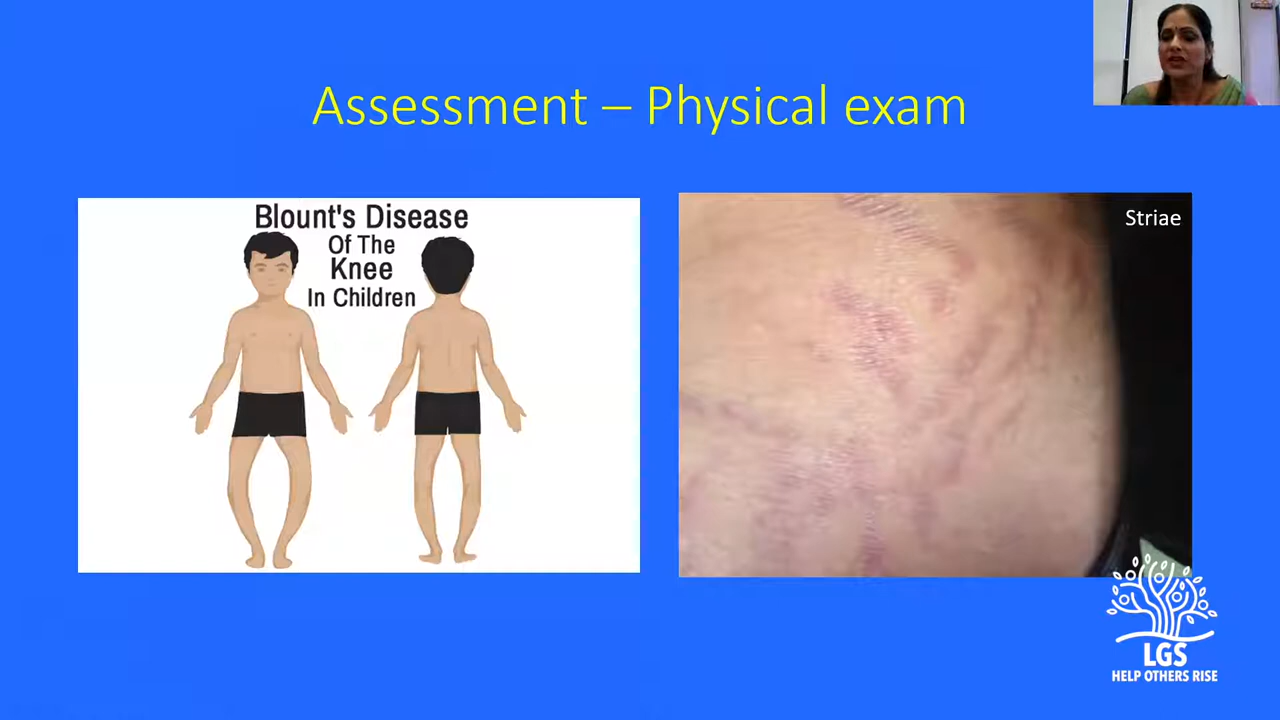 Assessment – Physical exam
Blount's Disease
Of The
Knee
In Children
Striae
LGS
HELP OTHERS RISE